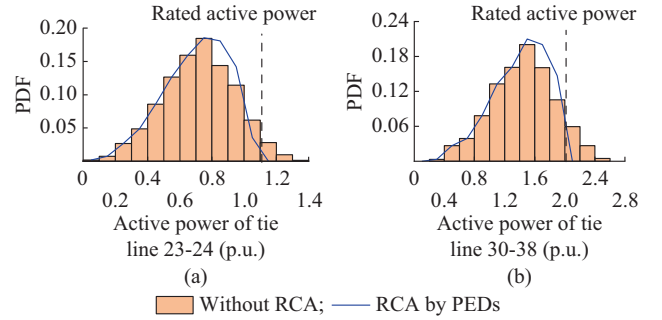 Rated active power
Rated active power
PDF
0.20
0.15
0.10
0.05
0 0.4 0.8 1.2
0.2 0.6 1.0 1.4
Active power of tie
line 23-24 (p.u.)
(a)
PDF
0.24
0.18
0.12
0.06
0 0.8 1.6 2.4
0.4 1.2 2.0 2.8
Active power of tie
line 30-38 (p.u.)
(b)
Without RCA; RCA by PEDs